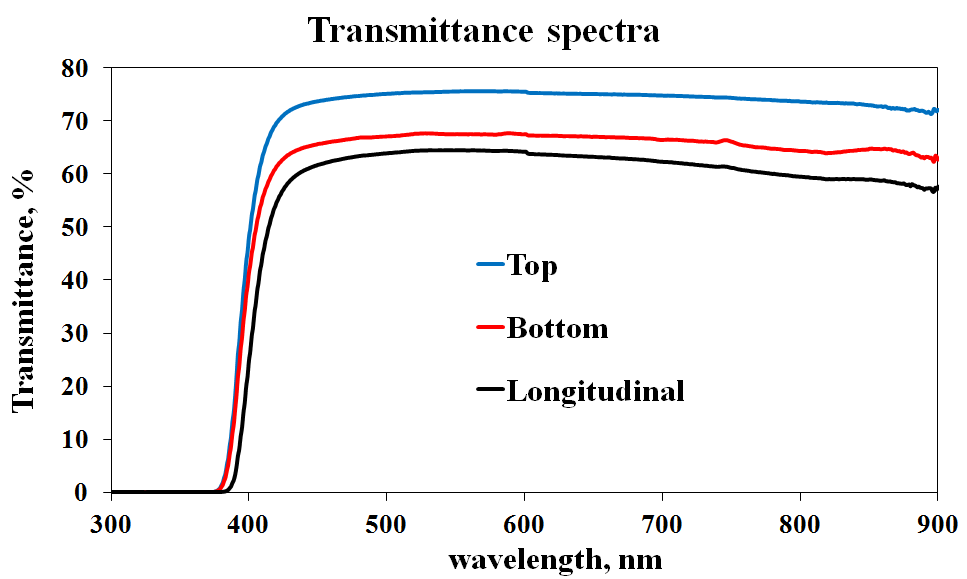 Transmittance spectra
Transmittance, %
80
70
60
50
40
30
20
10
0
300 400 500 600 700 800 900
wavelength, nm
Top
Bottom
Longitudinal